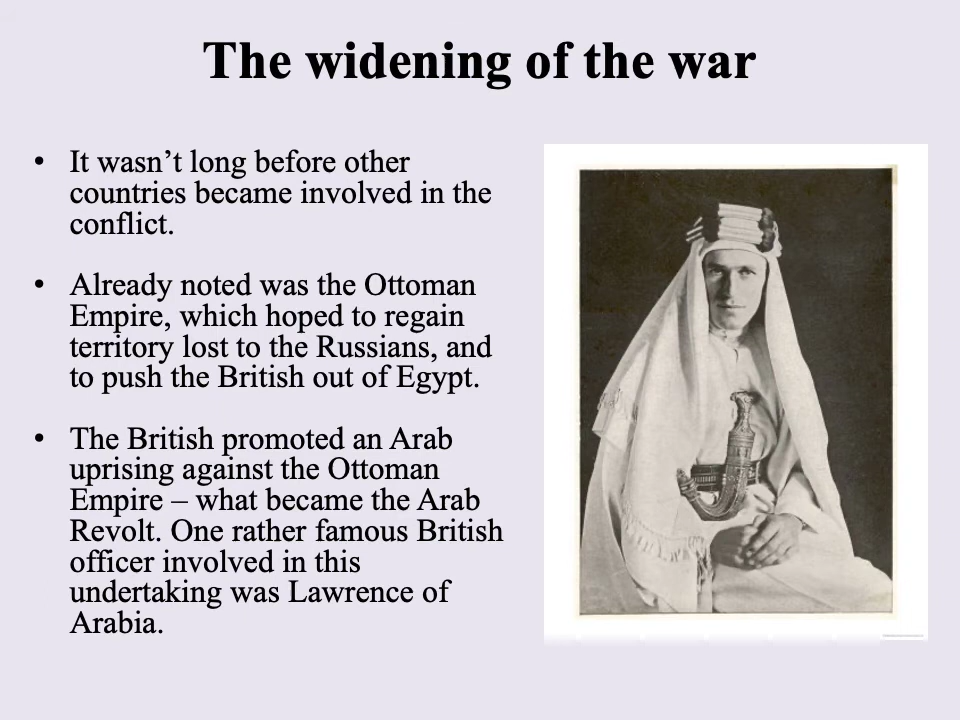 The widening of the war
• It wasn’t long before other
countries became involved in the
conflict.
• Already noted was the Ottoman
Empire, which hoped to regain
territory lost to the Russians, and
to push the British out of Egypt.
• The British promoted an Arab
uprising against the Ottoman
Empire – what became the Arab
Revolt. One rather famous British
officer involved in this
undertaking was Lawrence of
Arabia.